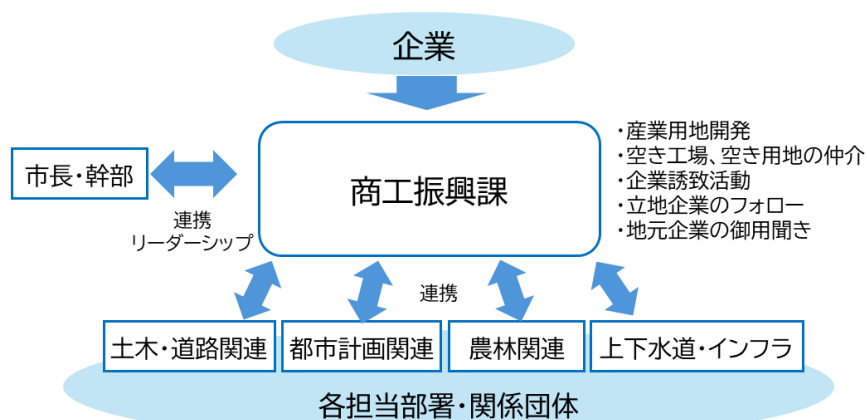 企業
市長・幹部
連携
リーダーシップ
商工振興課
・産業用地開発
・空き工場、空き用地の仲介
・企業誘致活動
・立地企業のフォロー
・地元企業の御用聞き
連携
土木・道路関連
都市計画関連
農林関連
上下水道・インフラ
各担当部署・関係団体